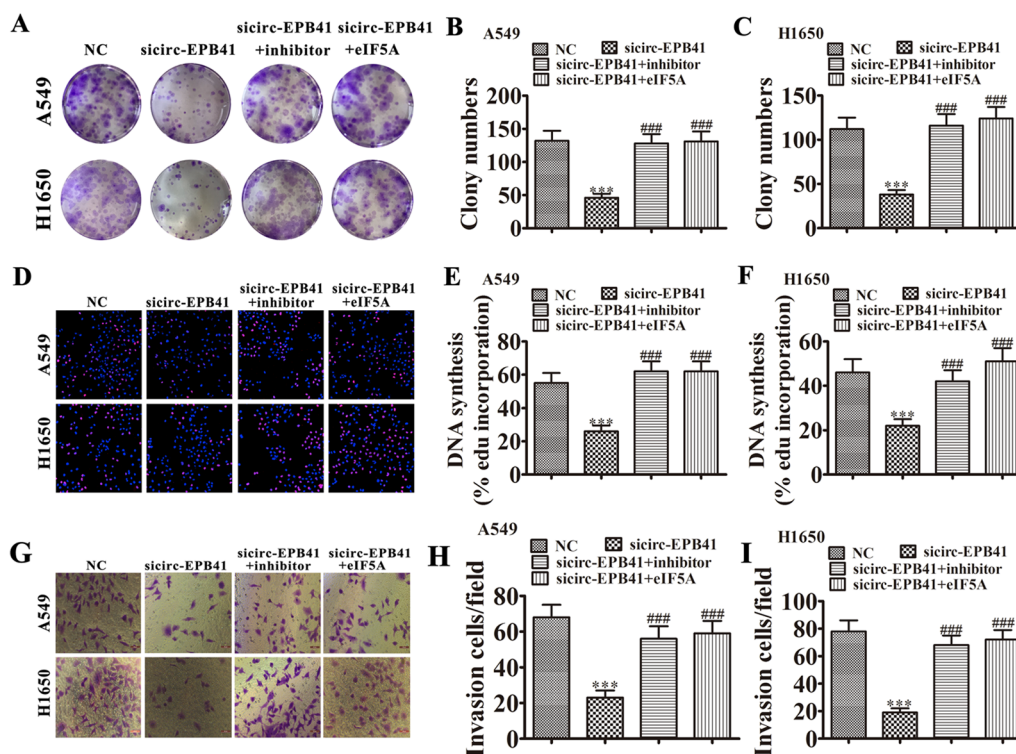 A
NC
sicirc-EPB41
sicirc-EPB41
+inhibitor
sicirc-EPB41
+eIF5A
A549
H1650
B
A549
NC
sicirc-EPB41
sicirc-EPB41+inhibitor
sicirc-EPB41+eIF5A
Clony numbers
200
150
100
50
0
***
###
###
C
H1650
NC
sicirc-EPB41
sicirc-EPB41+inhibitor
sicirc-EPB41+eIF5A
Clony numbers
150
100
50
0
***
###
###
D
NC
sicirc-EPB41
sicirc-EPB41
+inhibitor
sicirc-EPB41
+eIF5A
A549
H1650
E
A549
NC
sicirc-EPB41
sicirc-EPB41+inhibitor
sicirc-EPB41+eIF5A
DNA synthesis
(% edu incorporation)
80
60
40
20
0
***
###
###
F
H1650
NC
sicirc-EPB41
sicirc-EPB41+inhibitor
sicirc-EPB41+eIF5A
DNA synthesis
(% edu incorporation)
60
40
20
0
***
###
###
G
NC
sicirc-EPB41
sicirc-EPB41
+inhibitor
sicirc-EPB41
+eIF5A
A549
H1650
H
A549
NC
sicirc-EPB41
sicirc-EPB41+inhibitor
sicirc-EPB41+eIF5A
Invasion cells/field
80
60
40
20
0
***
###
###
I
H1650
NC
sicirc-EPB41
sicirc-EPB41+inhibitor
sicirc-EPB41+eIF5A
Invasion cells/field
100
80
60
40
20
0
***
###
###